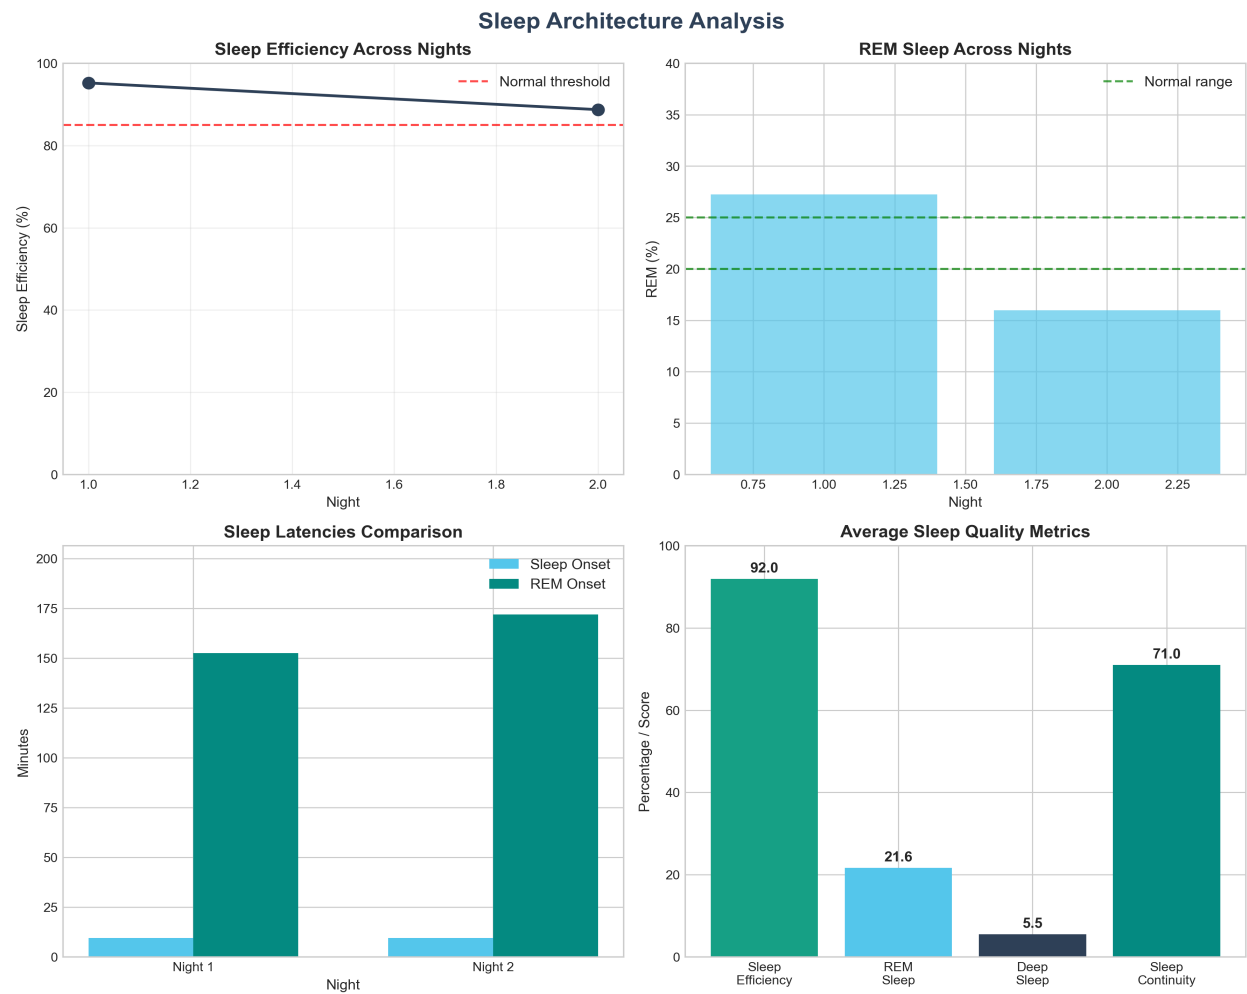 Sleep Architecture Analysis
Sleep Efficiency Across Nights
100
80
60
40
20
0
Sleep Efficiency (%)
Normal threshold
1.0 1.2 1.4 1.6 1.8 2.0
Night
REM Sleep Across Nights
40
35
30
25
20
15
10
5
0
REM (%)
Normal range
0.75 1.00 1.25 1.50 1.75 2.00 2.25
Night
Sleep Latencies Comparison
200
175
150
125
100
75
50
25
0
Minutes
Sleep Onset
REM Onset
Night 1 Night 2
Night
Average Sleep Quality Metrics
100
80
60
40
20
0
Percentage / Score
92.0
21.6
5.5
71.0
Sleep
Efficiency
REM
Sleep
Deep
Sleep
Sleep
Continuity